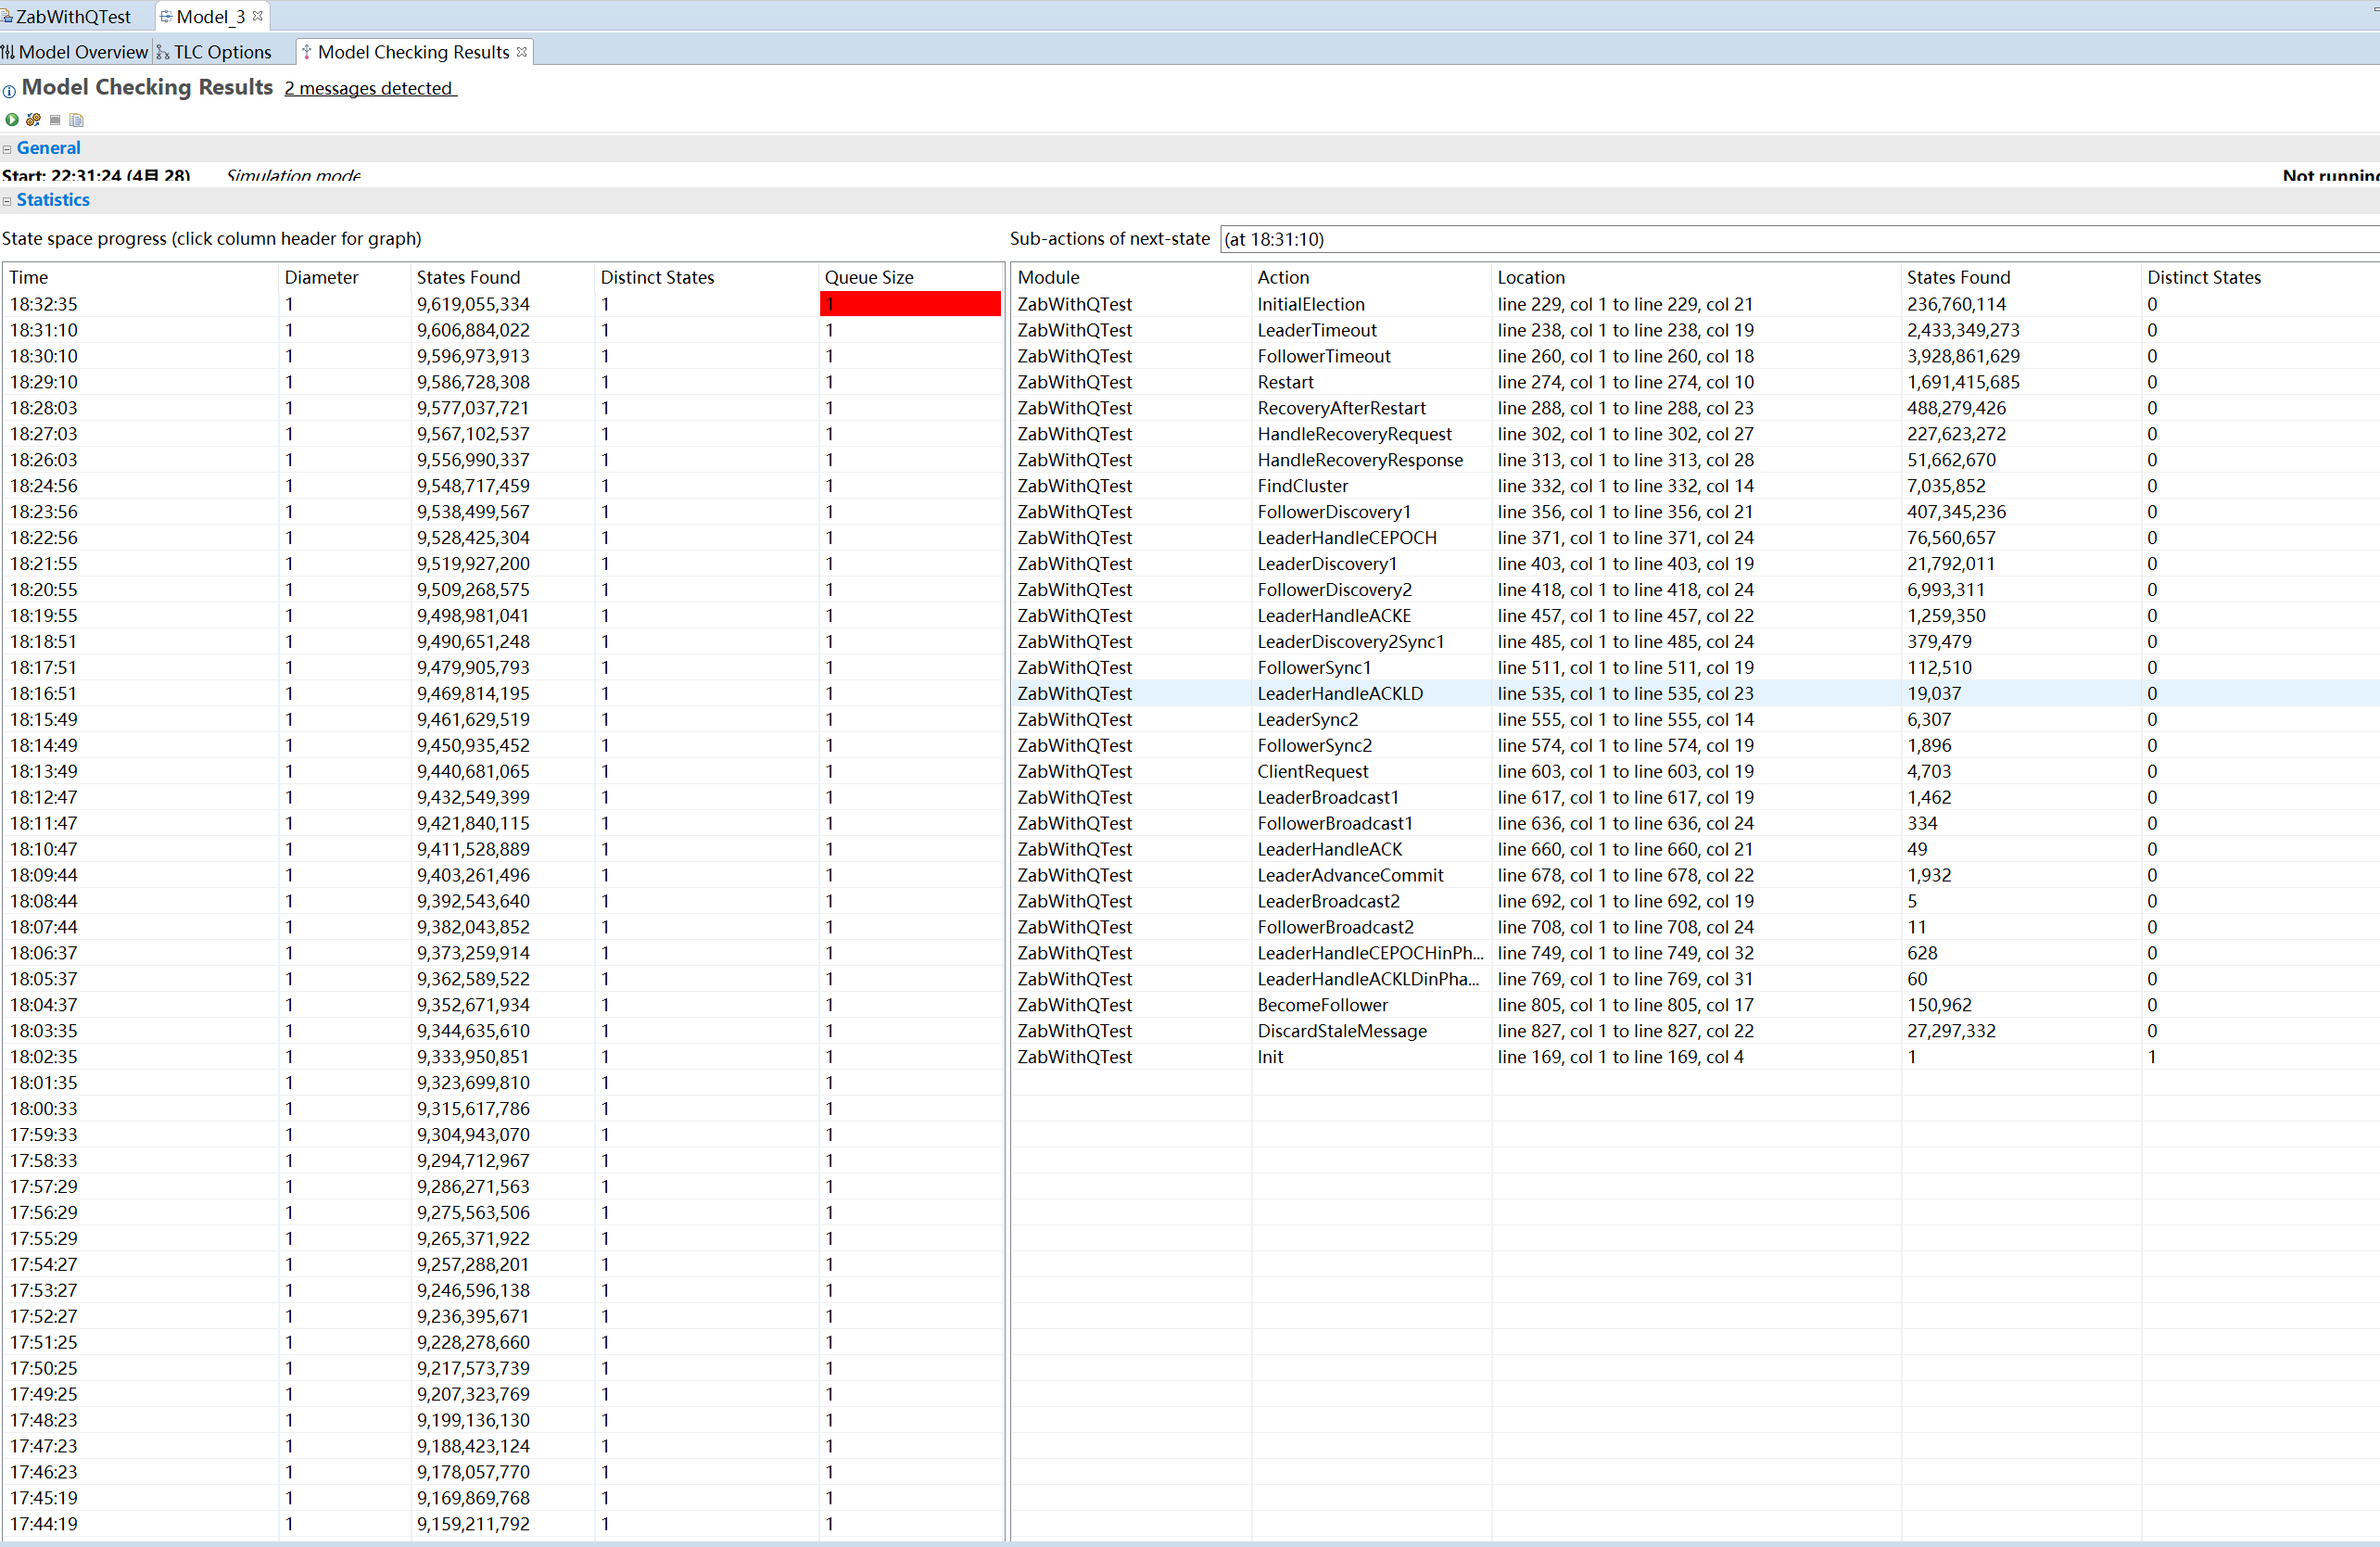 ZabWithQTest Model_3
Model Overview TLC Options Model Checking Results
Model Checking Results 2 messages detected
General
Start: 22:31:24 (4月 28) Simulation mode Not running
Statistics
State space progress (click column header for graph)
Time Diameter States Found Distinct States Queue Size
18:32:35 1 9,619,055,334 1 1
18:31:10 1 9,606,884,022 1 1
18:30:10 1 9,596,973,913 1 1
18:29:10 1 9,586,728,308 1 1
18:28:03 1 9,577,037,721 1 1
18:27:03 1 9,567,102,537 1 1
18:26:03 1 9,556,990,337 1 1
18:24:56 1 9,548,717,459 1 1
18:23:56 1 9,538,499,567 1 1
18:22:56 1 9,528,425,304 1 1
18:21:55 1 9,519,927,200 1 1
18:20:55 1 9,509,268,575 1 1
18:19:55 1 9,498,981,041 1 1
18:18:51 1 9,490,651,248 1 1
18:17:51 1 9,479,905,793 1 1
18:16:51 1 9,469,814,195 1 1
18:15:49 1 9,461,629,519 1 1
18:14:49 1 9,450,935,452 1 1
18:13:49 1 9,440,681,065 1 1
18:12:47 1 9,432,549,399 1 1
18:11:47 1 9,421,840,115 1 1
18:10:47 1 9,411,528,889 1 1
18:09:44 1 9,403,261,496 1 1
18:08:44 1 9,392,543,640 1 1
18:07:44 1 9,382,043,852 1 1
18:06:37 1 9,373,259,914 1 1
18:05:37 1 9,362,589,522 1 1
18:04:37 1 9,352,671,934 1 1
18:03:35 1 9,344,635,610 1 1
18:02:35 1 9,333,950,851 1 1
18:01:35 1 9,323,699,810 1 1
18:00:33 1 9,315,617,786 1 1
17:59:33 1 9,304,943,070 1 1
17:58:33 1 9,294,712,967 1 1
17:57:29 1 9,286,271,563 1 1
17:56:29 1 9,275,563,506 1 1
17:55:29 1 9,265,371,922 1 1
17:54:27 1 9,257,288,201 1 1
17:53:27 1 9,246,596,138 1 1
17:52:27 1 9,236,395,671 1 1
17:51:25 1 9,228,278,660 1 1
17:50:25 1 9,217,573,739 1 1
17:49:25 1 9,207,323,769 1 1
17:48:23 1 9,199,136,130 1 1
17:47:23 1 9,188,423,124 1 1
17:46:23 1 9,178,057,770 1 1
17:45:19 1 9,169,869,768 1 1
17:44:19 1 9,159,211,792 1 1
Sub-actions of next-state (at 18:31:10)
Module Action Location States Found Distinct States
ZabWithQTest InitialElection line 229, col 1 to line 229, col 21 236,760,114 0
ZabWithQTest LeaderTimeout line 238, col 1 to line 238, col 19 2,433,349,273 0
ZabWithQTest FollowerTimeout line 260, col 1 to line 260, col 18 3,928,861,629 0
ZabWithQTest Restart line 274, col 1 to line 274, col 10 1,691,415,685 0
ZabWithQTest RecoveryAfterRestart line 288, col 1 to line 288, col 23 488,279,426 0
ZabWithQTest HandleRecoveryRequest line 302, col 1 to line 302, col 27 227,623,272 0
ZabWithQTest HandleRecoveryResponse line 313, col 1 to line 313, col 28 51,662,670 0
ZabWithQTest FindCluster line 332, col 1 to line 332, col 14 7,035,852 0
ZabWithQTest FollowerDiscovery1 line 356, col 1 to line 356, col 21 407,345,236 0
ZabWithQTest LeaderHandleCEPOCH line 371, col 1 to line 371, col 24 76,560,657 0
ZabWithQTest LeaderDiscovery1 line 403, col 1 to line 403, col 19 21,792,011 0
ZabWithQTest FollowerDiscovery2 line 418, col 1 to line 418, col 24 6,993,311 0
ZabWithQTest LeaderHandleACKE line 457, col 1 to line 457, col 22 1,259,350 0
ZabWithQTest LeaderDiscovery2Sync1 line 485, col 1 to line 485, col 24 379,479 0
ZabWithQTest FollowerSync1 line 511, col 1 to line 511, col 19 112,510 0
ZabWithQTest LeaderHandleACKLD line 535, col 1 to line 535, col 23 19,037 0
ZabWithQTest LeaderSync2 line 555, col 1 to line 555, col 14 6,307 0
ZabWithQTest FollowerSync2 line 574, col 1 to line 574, col 19 1,896 0
ZabWithQTest ClientRequest line 603, col 1 to line 603, col 19 4,703 0
ZabWithQTest LeaderBroadcast1 line 617, col 1 to line 617, col 19 1,462 0
ZabWithQTest FollowerBroadcast1 line 636, col 1 to line 636, col 24 334 0
ZabWithQTest LeaderHandleACK line 660, col 1 to line 660, col 21 49 0
ZabWithQTest LeaderAdvanceCommit line 678, col 1 to line 678, col 22 1,932 0
ZabWithQTest LeaderBroadcast2 line 692, col 1 to line 692, col 19 5 0
ZabWithQTest FollowerBroadcast2 line 708, col 1 to line 708, col 24 11 0
ZabWithQTest LeaderHandleCEPOCHinPh... line 749, col 1 to line 749, col 32 628 0
ZabWithQTest LeaderHandleACKLDinPha... line 769, col 1 to line 769, col 31 60 0
ZabWithQTest BecomeFollower line 805, col 1 to line 805, col 17 150,962 0
ZabWithQTest DiscardStaleMessage line 827, col 1 to line 827, col 22 27,297,332 0
ZabWithQTest Init line 169, col 1 to line 169, col 4 1 1